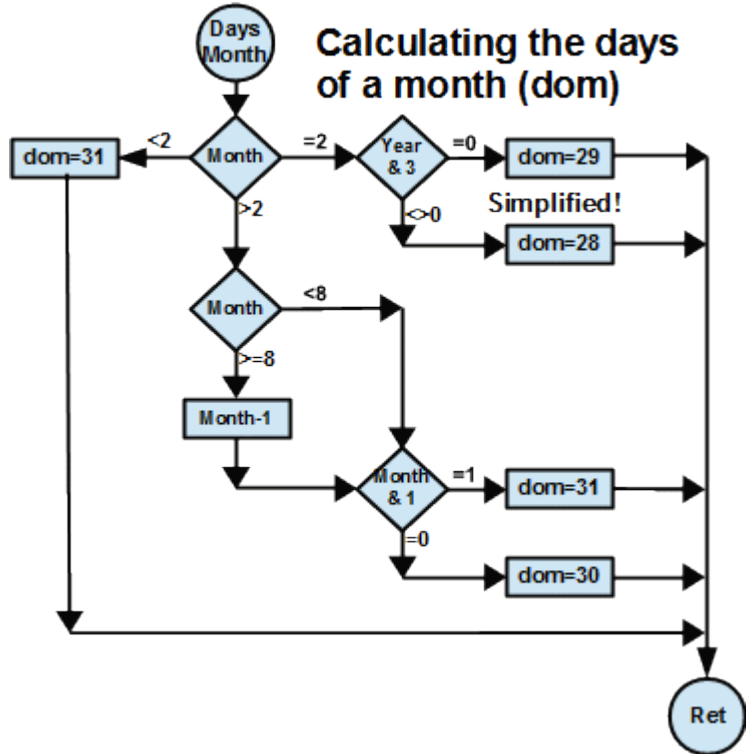 Days
Month
Calculating the days
of a month (dom)
<2
=2
=0
dom=31
Month
Year
& 3
dom=29
>2
<>0
Simplified!
dom=28
Month
<8
>=8
Month-1
Month
& 1
=1
dom=31
=0
dom=30
Ret